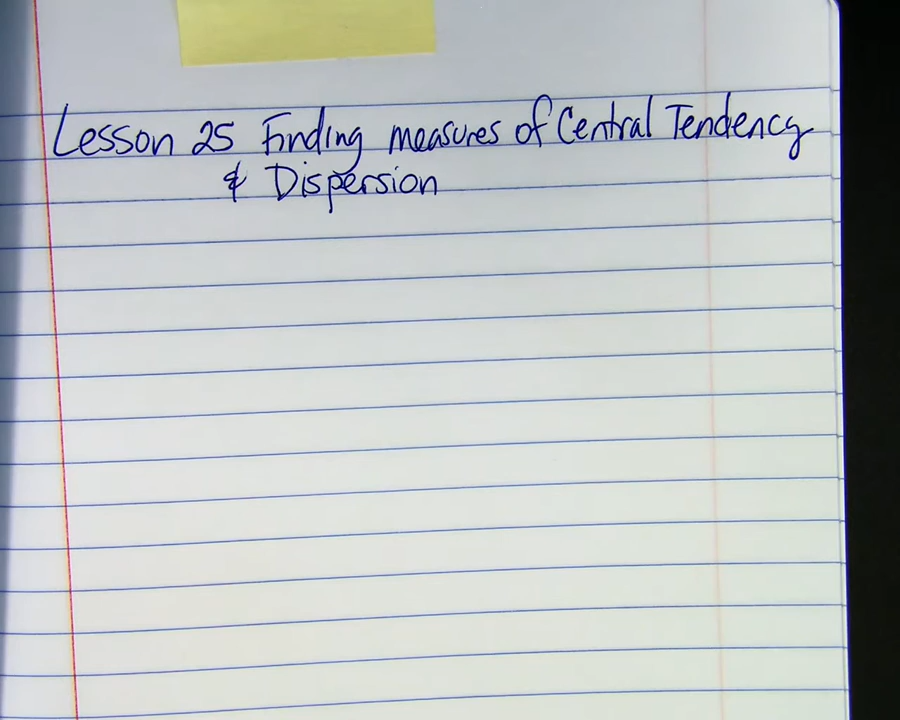 Lesson 25 Finding measures of Central Tendency
& Dispersion